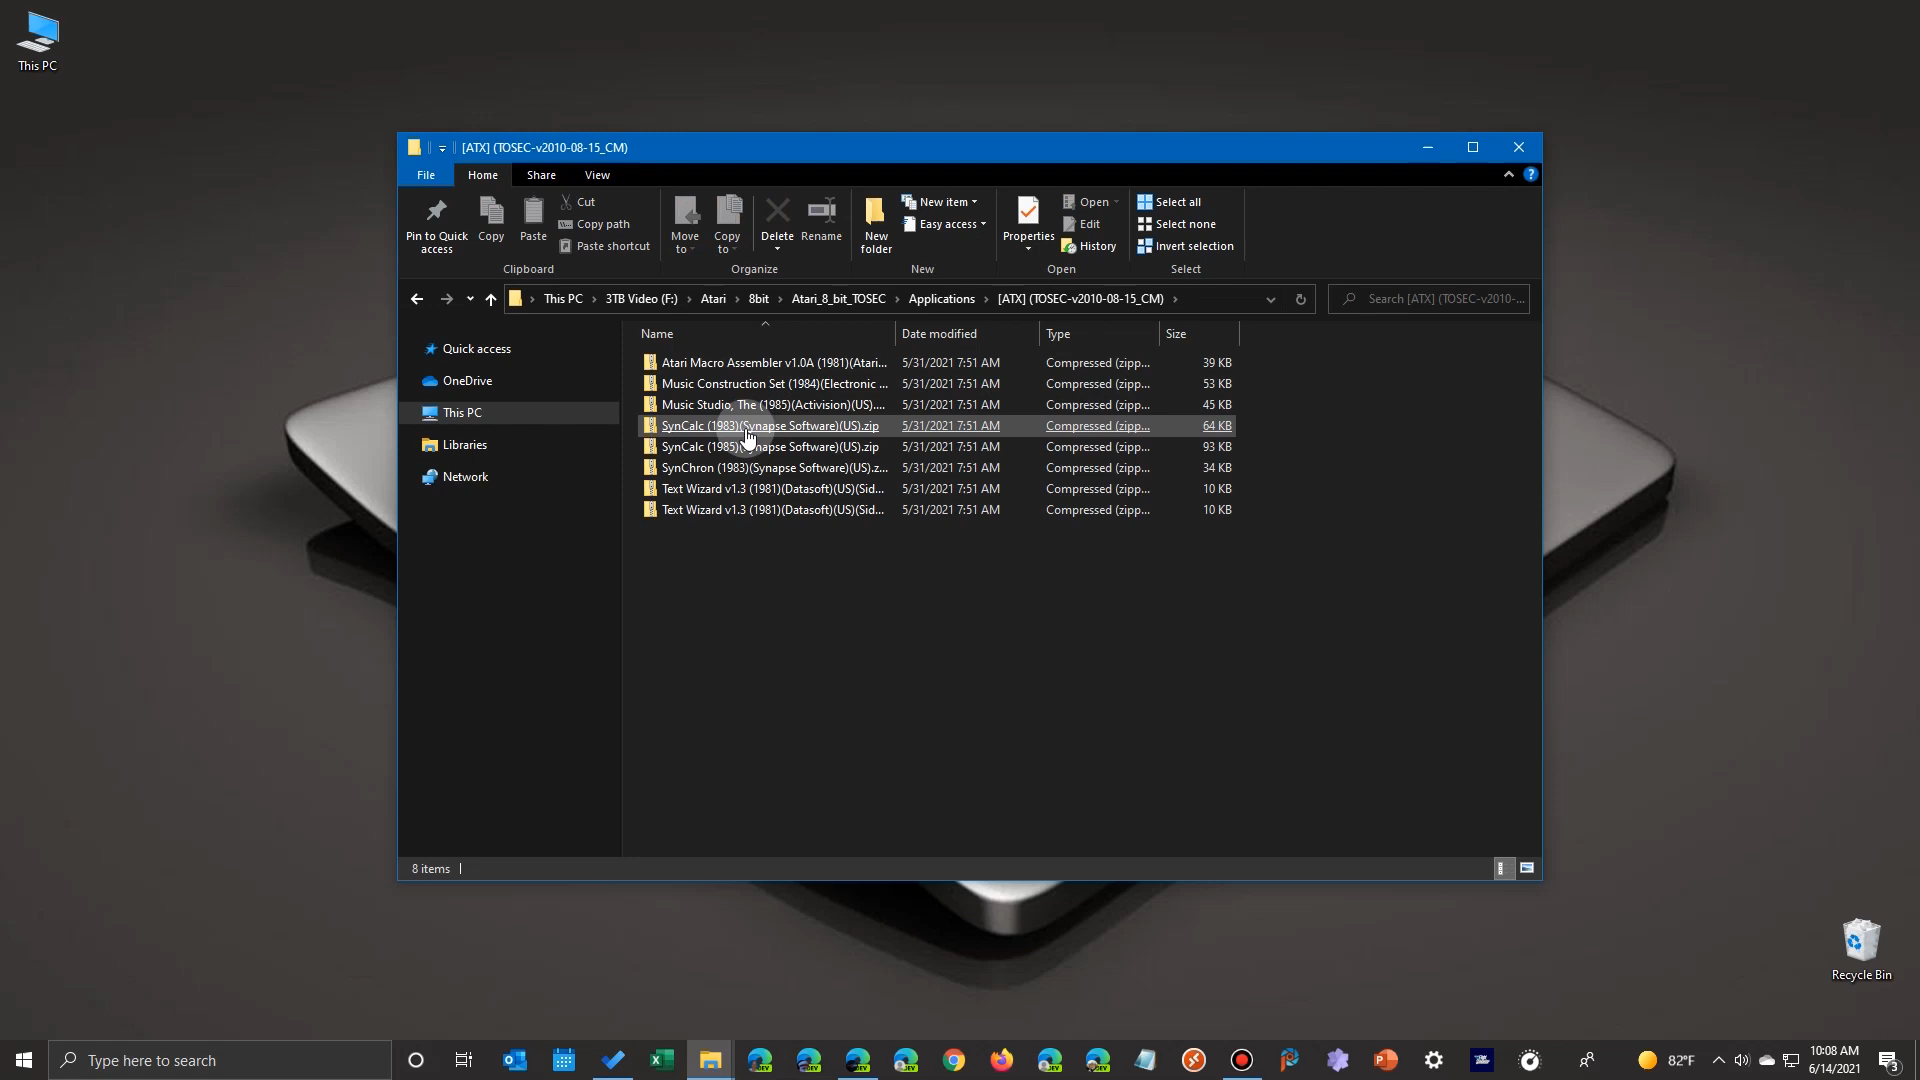 This PC
[ATX] (TOSEC-v2010-08-15_CM)
File Home Share View
Pin to Quick access
Copy
Paste
Cut
Copy path
Paste shortcut
Clipboard
Move to
Copy to
Delete
Rename
Organize
New folder
New item
Easy access
New
Properties
Open
Edit
History
Open
Select all
Select none
Invert selection
Select
This PC 3TB Video (F:) Atari 8bit Atari_8_bit_TOSEC Applications [ATX] (TOSEC-v2010-08-15_CM)
Search [ATX] (TOSEC-v2010-...
Quick access
OneDrive
This PC
Libraries
Network
Name Date modified Type Size
Atari Macro Assembler v1.0A (1981)(Atari... 5/31/2021 7:51 AM Compressed (zipp... 39 KB
Music Construction Set (1984)(Electronic ... 5/31/2021 7:51 AM Compressed (zipp... 53 KB
Music Studio, The (1985)(Activision)(US).... 5/31/2021 7:51 AM Compressed (zipp... 45 KB
SynCalc (1983)(Synapse Software)(US).zip 5/31/2021 7:51 AM Compressed (zipp... 64 KB
SynCalc (1985)(Synapse Software)(US).zip 5/31/2021 7:51 AM Compressed (zipp... 93 KB
SynChron (1983)(Synapse Software)(US).z... 5/31/2021 7:51 AM Compressed (zipp... 34 KB
Text Wizard v1.3 (1981)(Datasoft)(US)(Sid... 5/31/2021 7:51 AM Compressed (zipp... 10 KB
Text Wizard v1.3 (1981)(Datasoft)(US)(Sid... 5/31/2021 7:51 AM Compressed (zipp... 10 KB
8 items
Recycle Bin
Type here to search
DEV DEV DEV DEV DEV DEV
82°F
10:08 AM
6/14/2021
3